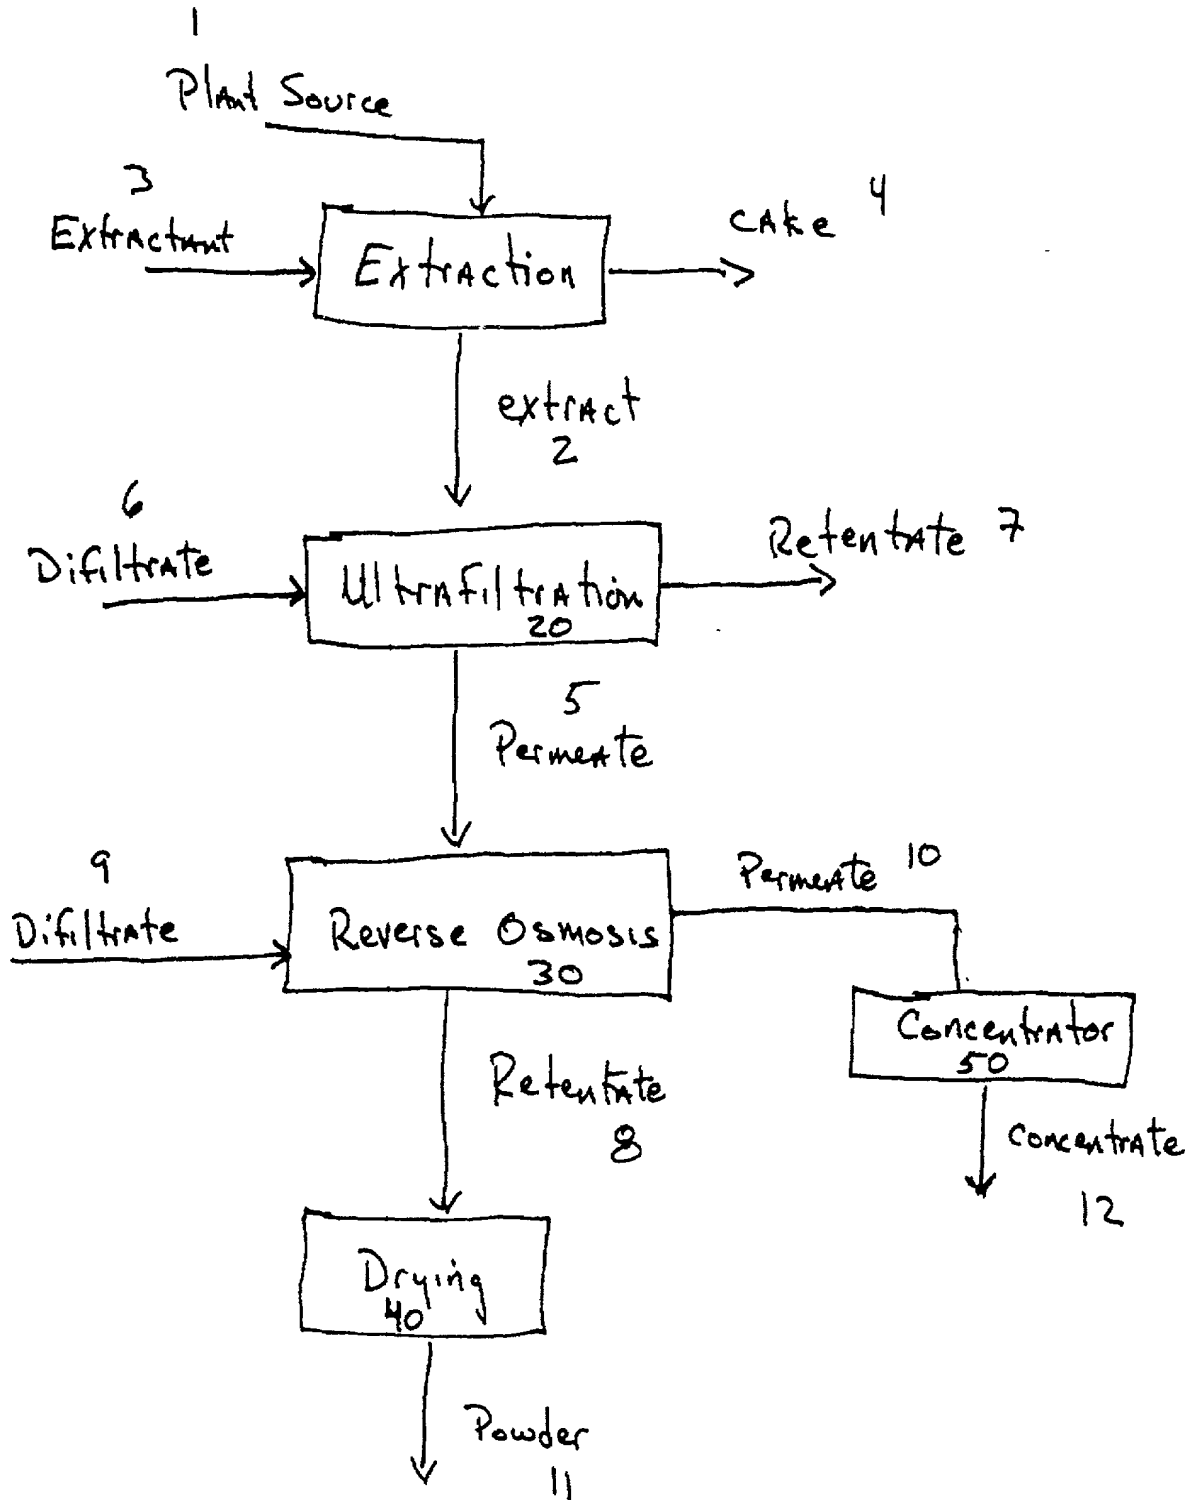 1
Plant Source
3
Extractant
Extraction
cake 4
extract
2
6
Difiltrate
Ultrafiltration
20
Retentate 7
5
Permeate
9
Difiltrate
Reverse Osmosis
30
Permeate 10
Concentrator
50
Retentate
8
concentrate
12
Drying
40
Powder
11